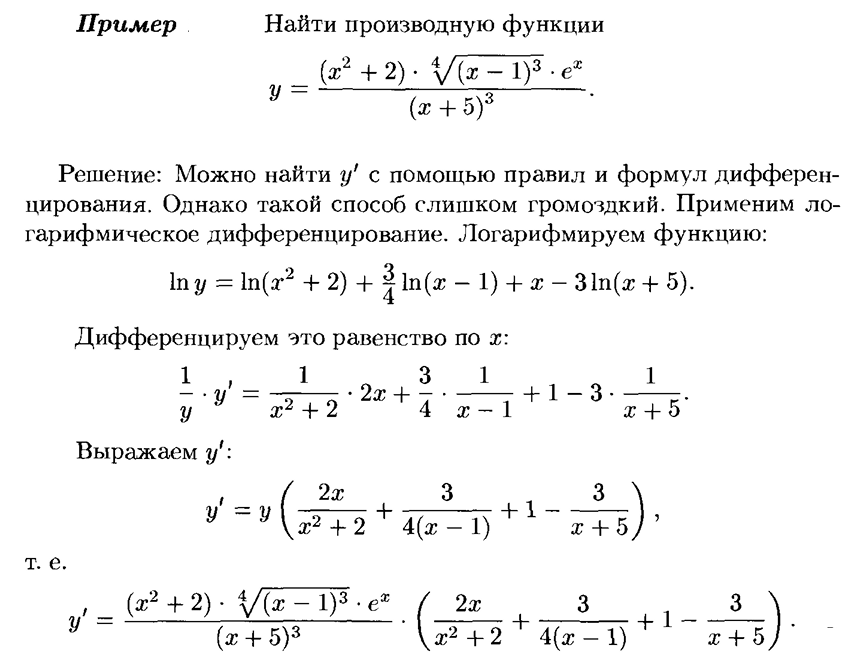 Пример Найти производную функции
y = \frac{(x^2 + 2) \cdot \sqrt[4]{(x - 1)^3} \cdot e^x}{(x + 5)^3}.
Решение: Можно найти y′ с помощью правил и формул дифферен-
цирования. Однако такой способ слишком громоздкий. Применим ло-
гарифмическое дифференцирование. Логарифмируем функцию:
\ln y = \ln(x^2 + 2) + \frac{3}{4} \ln(x - 1) + x - 3 \ln(x + 5).
Дифференцируем это равенство по x:
\frac{1}{y} \cdot y' = \frac{1}{x^2 + 2} \cdot 2x + \frac{3}{4} \cdot \frac{1}{x - 1} + 1 - 3 \cdot \frac{1}{x + 5}.
Выражаем y′:
y' = y \left( \frac{2x}{x^2 + 2} + \frac{3}{4(x - 1)} + 1 - \frac{3}{x + 5} \right),
т. е.
y' = \frac{(x^2 + 2) \cdot \sqrt[4]{(x - 1)^3} \cdot e^x}{(x + 5)^3} \cdot \left( \frac{2x}{x^2 + 2} + \frac{3}{4(x - 1)} + 1 - \frac{3}{x + 5} \right).